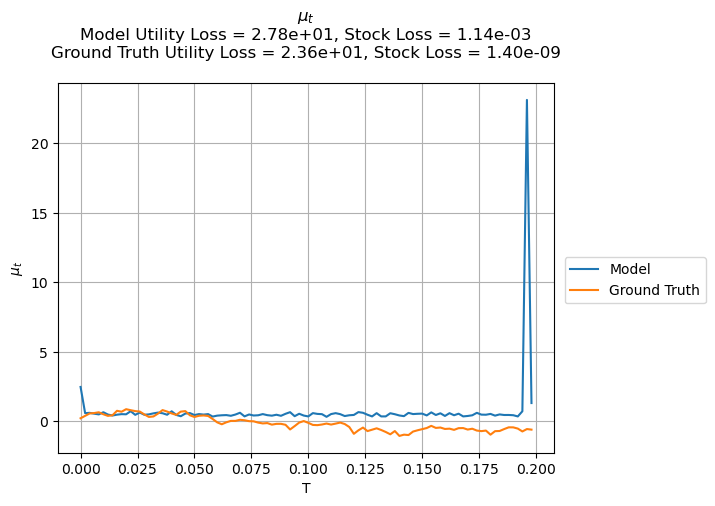 μt
Model Utility Loss = 2.78e+01, Stock Loss = 1.14e-03
Ground Truth Utility Loss = 2.36e+01, Stock Loss = 1.40e-09
μt
20
15
10
5
0
0.000 0.025 0.050 0.075 0.100 0.125 0.150 0.175 0.200
T
Model
Ground Truth